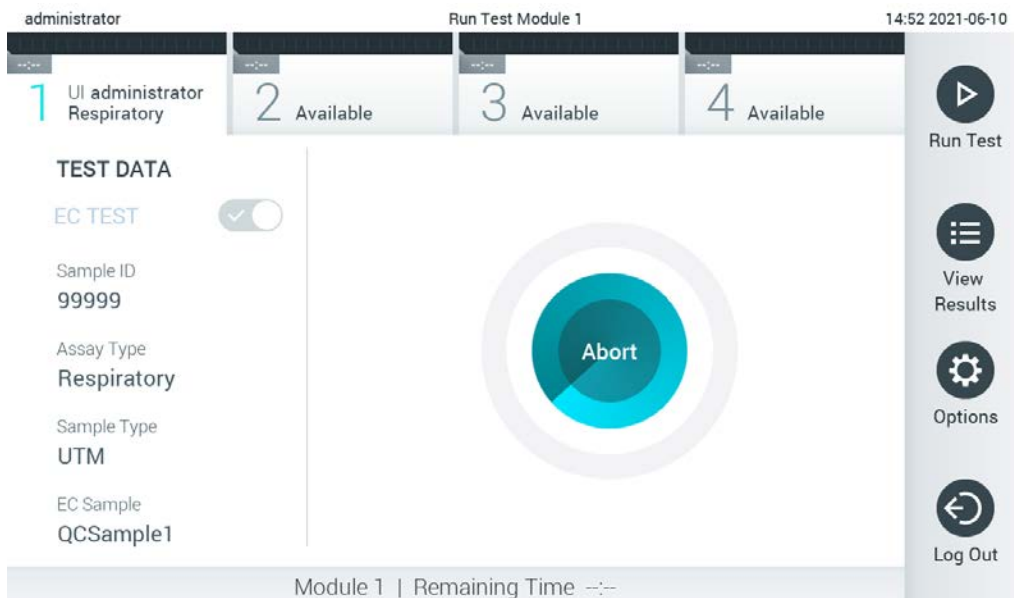 administrator
Run Test Module 1
14:52 2021-06-10
--:--
1
UI administrator
Respiratory
--:--
2
Available
--:--
3
Available
--:--
4
Available
Run Test
View
Results
Options
Log Out
TEST DATA
EC TEST
Sample ID
99999
Assay Type
Respiratory
Sample Type
UTM
EC Sample
QCSample1
Abort
Module 1 | Remaining Time --:--